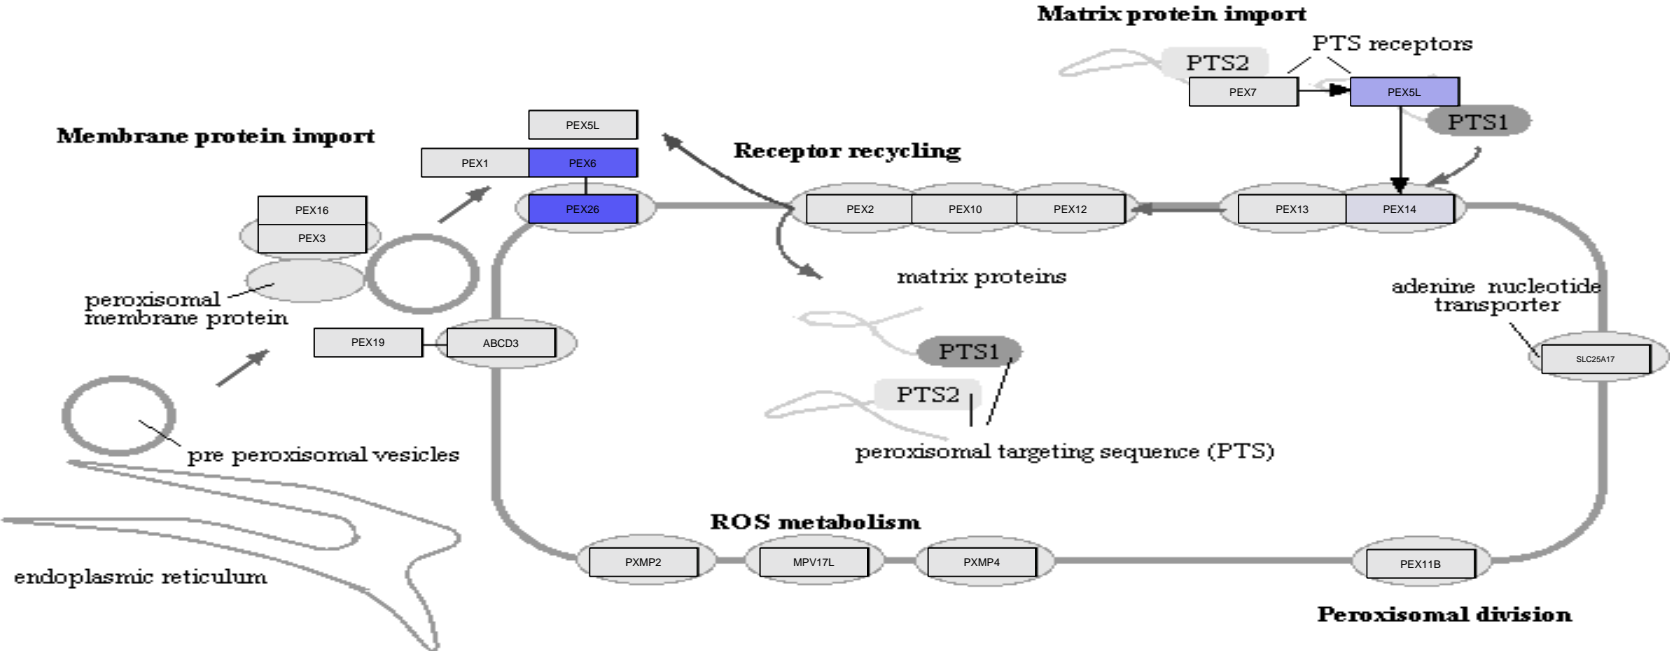 Matrix protein import
PTS receptors
PTS2
PEX7
PEX5L
PTS1
Membrane protein import
PEX5L
Receptor recycling
PEX1
PEX6
PEX16
PEX3
PEX26
PEX2
PEX10
PEX12
PEX13
PEX14
matrix proteins
adenine nucleotide
transporter
peroxisomal
membrane protein
PEX19
ABCD3
PTS1
SLC25A17
PTS2
pre peroxisomal vesicles
peroxisomal targeting sequence (PTS)
ROS metabolism
endoplasmic reticulum
PXMP2
MPV17L
PXMP4
PEX11B
Peroxisomal division